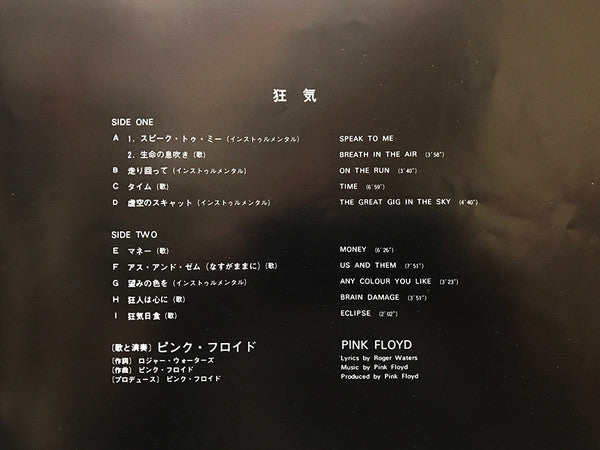 狂気
SIDE ONE
A 1. スピーク・トゥ・ミー (インストゥルメンタル) SPEAK TO ME
2. 生命の息吹き (歌) BREATH IN THE AIR (3'58")
B 走り回って (インストゥルメンタル) ON THE RUN (3'40")
C タイム (歌) TIME (6'59")
D 虚空のスキャット (インストゥルメンタル) THE GREAT GIG IN THE SKY (4'40")
SIDE TWO
E マネー (歌) MONEY (6'26")
F アス・アンド・ゼム (なすがままに) (歌) US AND THEM (7'51")
G 望みの色を (インストゥルメンタル) ANY COLOUR YOU LIKE (3'23")
H 狂人は心に (歌) BRAIN DAMAGE (3'51")
I 狂気日食 (歌) ECLIPSE (2'02")
〔歌と演奏〕 ピンク・フロイド PINK FLOYD
〔作詞〕 ロジャー・ウォーターズ Lyrics by Roger Waters
〔作曲〕 ピンク・フロイド Music by Pink Floyd
〔プロデュース〕 ピンク・フロイド Produced by Pink Floyd